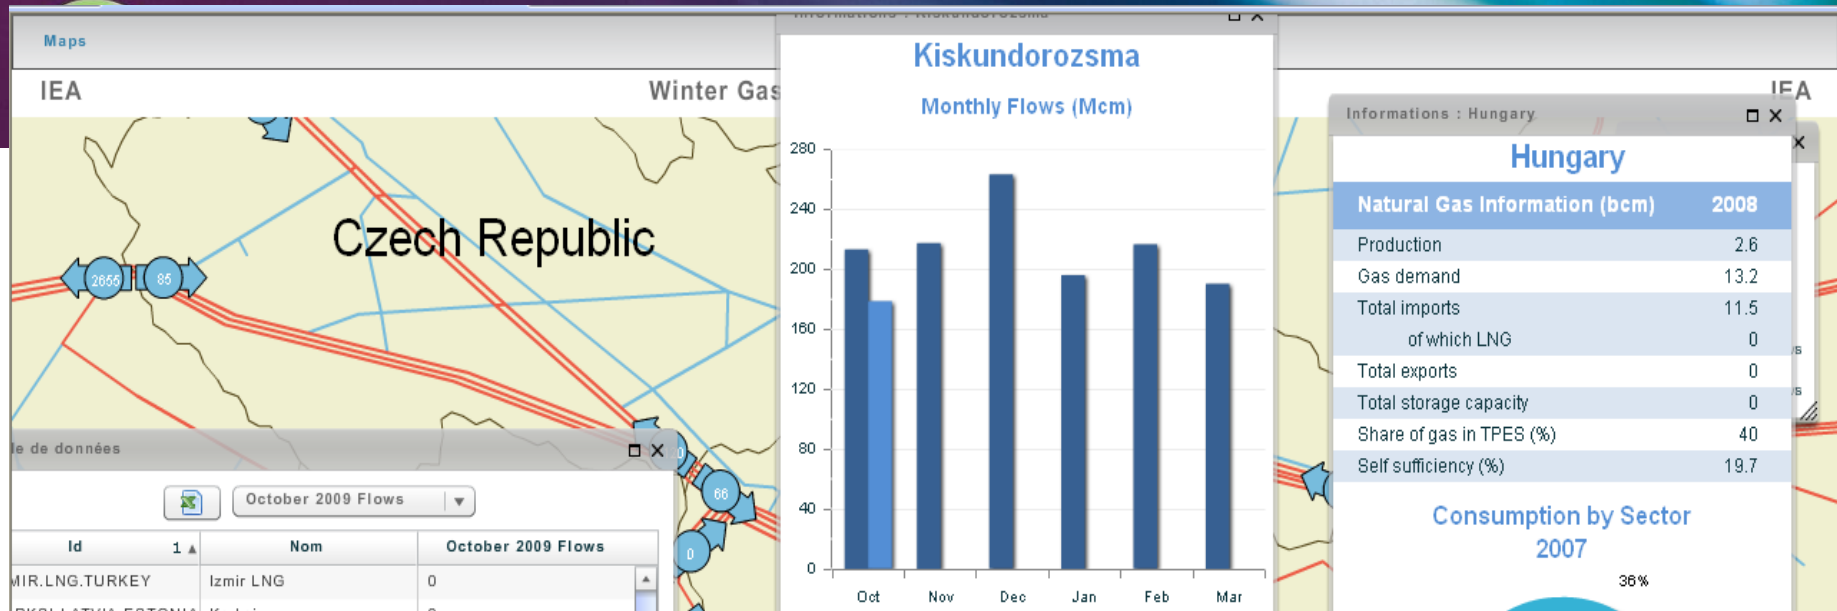 Informations : Kiskundorozsma
Maps
IEA
Winter Gas
IEA
Kiskundorozsma
Monthly Flows (Mcm)
280
240
200
160
120
80
40
0
Oct Nov Dec Jan Feb Mar
Czech Republic
2655
85
66
0
le de données
October 2009 Flows
Id 1 Nom October 2009 Flows
MIR.LNG.TURKEY Izmir LNG 0
Informations : Hungary
Hungary
Natural Gas Information (bcm) 2008
Production 2.6
Gas demand 13.2
Total imports 11.5
of which LNG 0
Total exports 0
Total storage capacity 0
Share of gas in TPES (%) 40
Self sufficiency (%) 19.7
Consumption by Sector
2007
36%